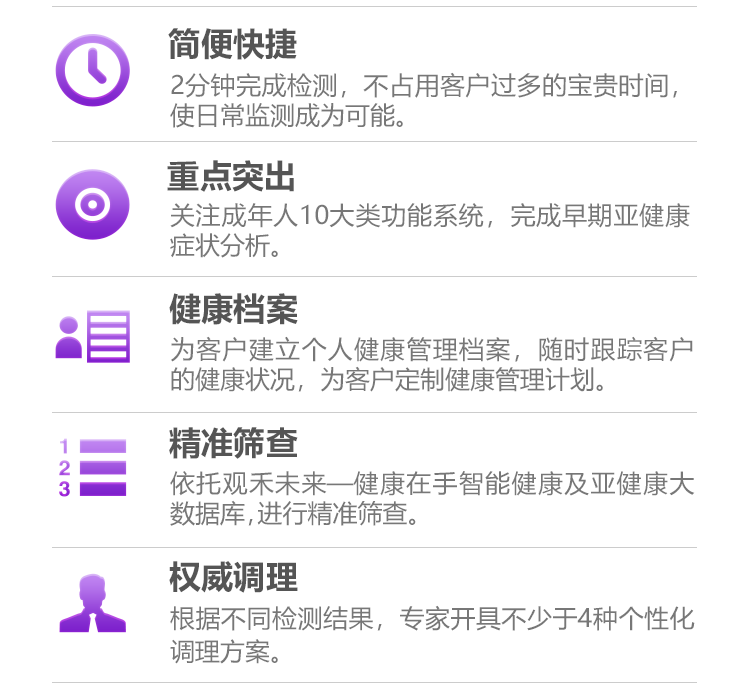 简便快捷
2分钟完成检测，不占用客户过多的宝贵时间，
使日常监测成为可能。
重点突出
关注成年人10大类功能系统，完成早期亚健康
症状分析。
健康档案
为客户建立个人健康管理档案，随时跟踪客户
的健康状况，为客户定制健康管理计划。
1
2
3
精准筛查
依托观禾未来—健康在手智能健康及亚健康大
数据库,进行精准筛查。
权威调理
根据不同检测结果，专家开具不少于4种个性化
调理方案。